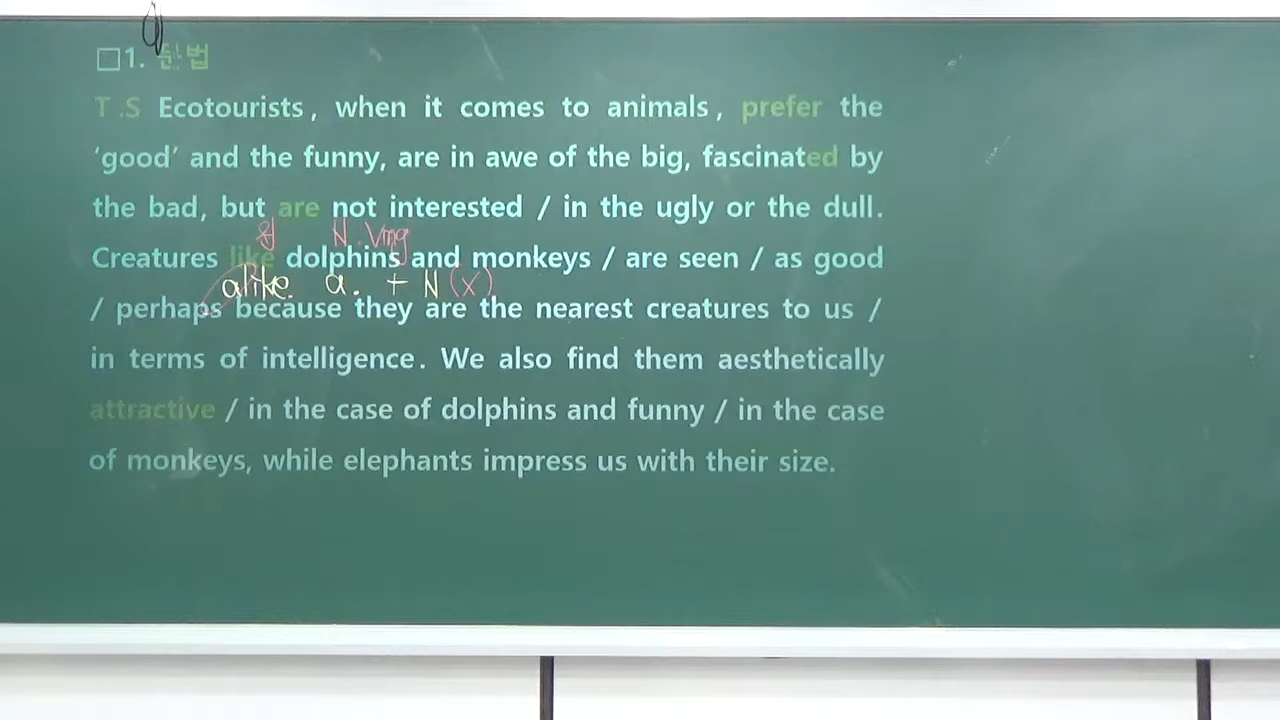 □1. 어법
T.S Ecotourists, when it comes to animals, prefer the
‘good’ and the funny, are in awe of the big, fascinated by
the bad, but are not interested / in the ugly or the dull.
전 N. Ving
Creatures like dolphins and monkeys / are seen / as good
alike. a. + N (x)
/ perhaps because they are the nearest creatures to us /
in terms of intelligence. We also find them aesthetically
attractive / in the case of dolphins and funny / in the case
of monkeys, while elephants impress us with their size.